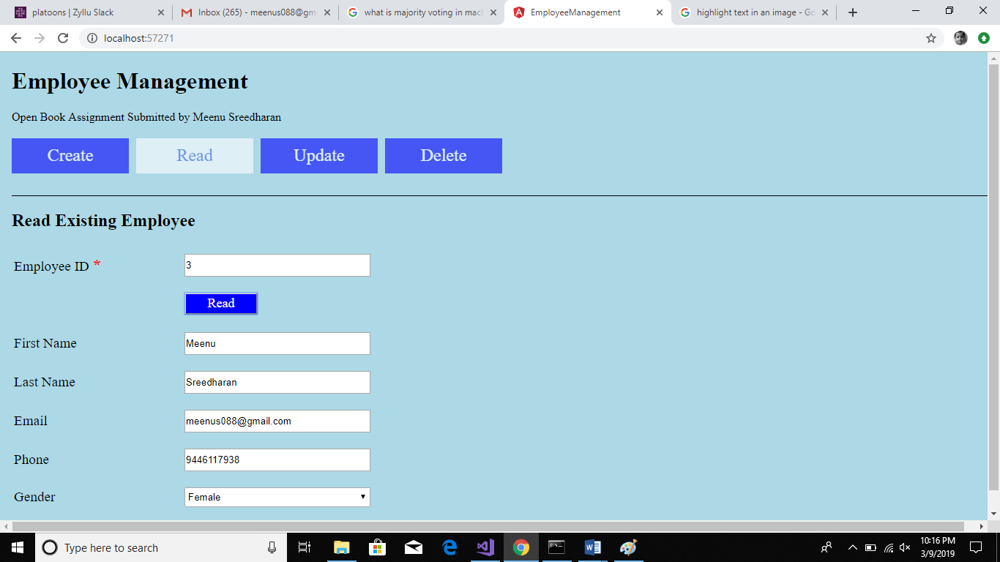 platoons | Zyllu Slack
Inbox (265) - meenus088@gma
what is majority voting in mach
EmployeeManagement
highlight text in an image - Go
localhost:57271
Employee Management
Open Book Assignment Submitted by Meenu Sreedharan
Create Read Update Delete
Read Existing Employee
Employee ID * 3
Read
First Name Meenu
Last Name Sreedharan
Email meenus088@gmail.com
Phone 9446117938
Gender Female
Type here to search
10:16 PM
3/9/2019